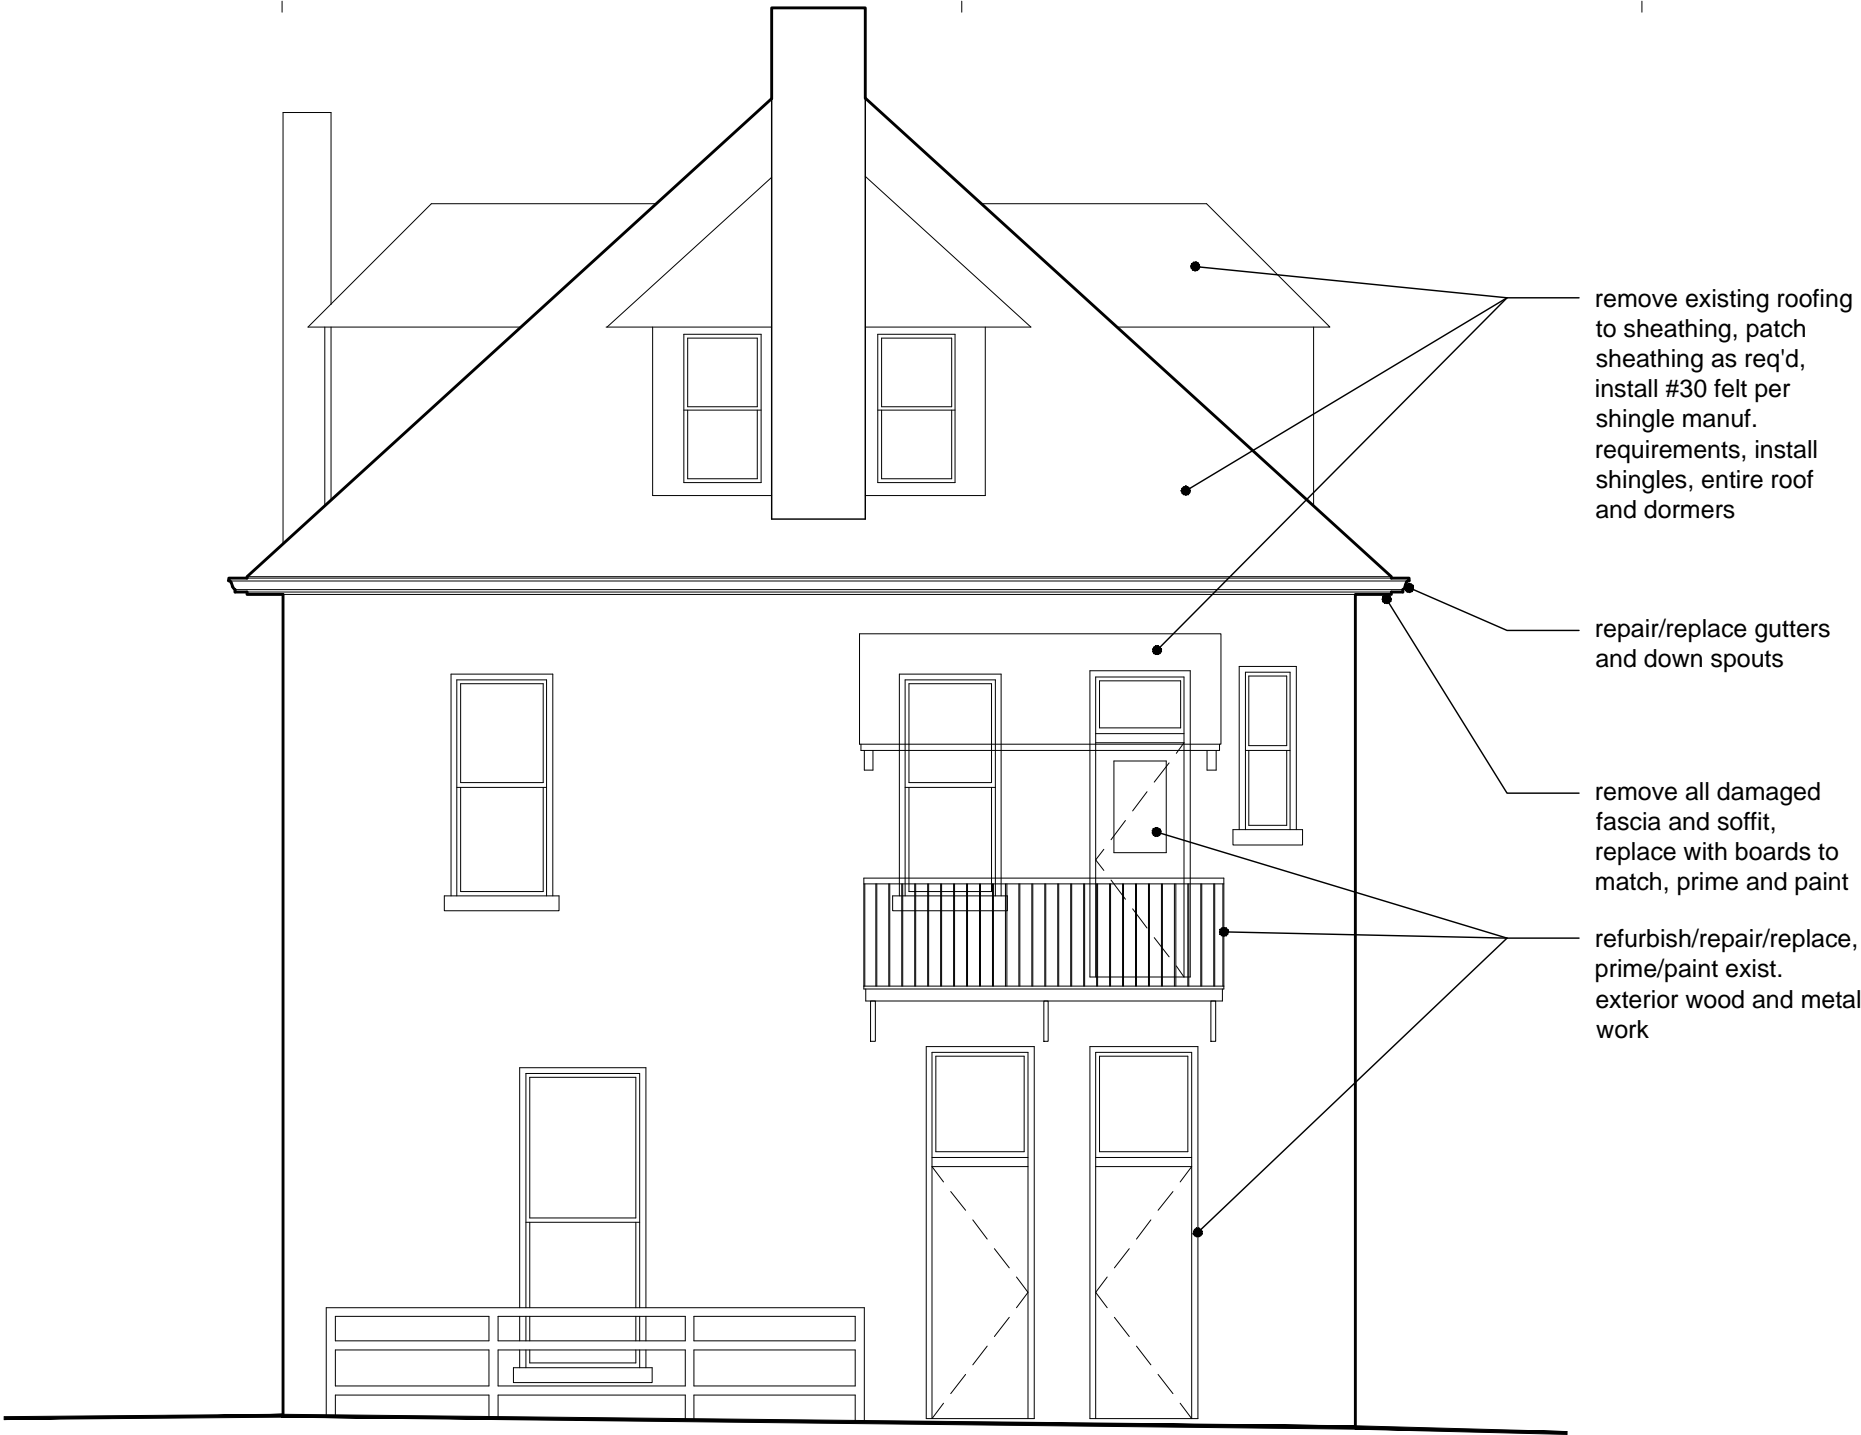 remove existing roofing
to sheathing, patch
sheathing as req'd,
install #30 felt per
shingle manuf.
requirements, install
shingles, entire roof
and dormers
repair/replace gutters
and down spouts
remove all damaged
fascia and soffit,
replace with boards to
match, prime and paint
refurbish/repair/replace,
prime/paint exist.
exterior wood and metal
work